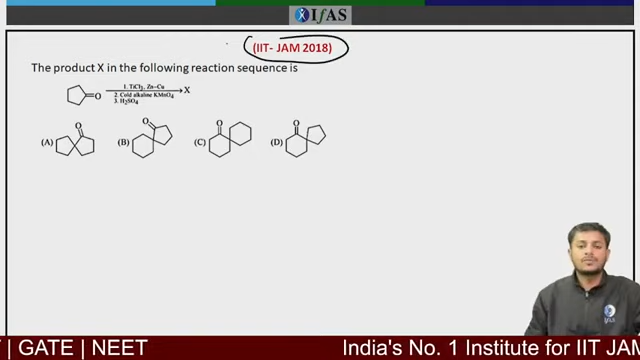 IfAS
(IIT- JAM 2018)
The product X in the following reaction sequence is
1. TiCl3, Zn–Cu
2. Cold alkaline KMnO4
3. H2SO4
O
X
(A)
O
(B)
O
(C)
O
(D)
O
| GATE | NEET
India's No. 1 Institute for IIT JAM